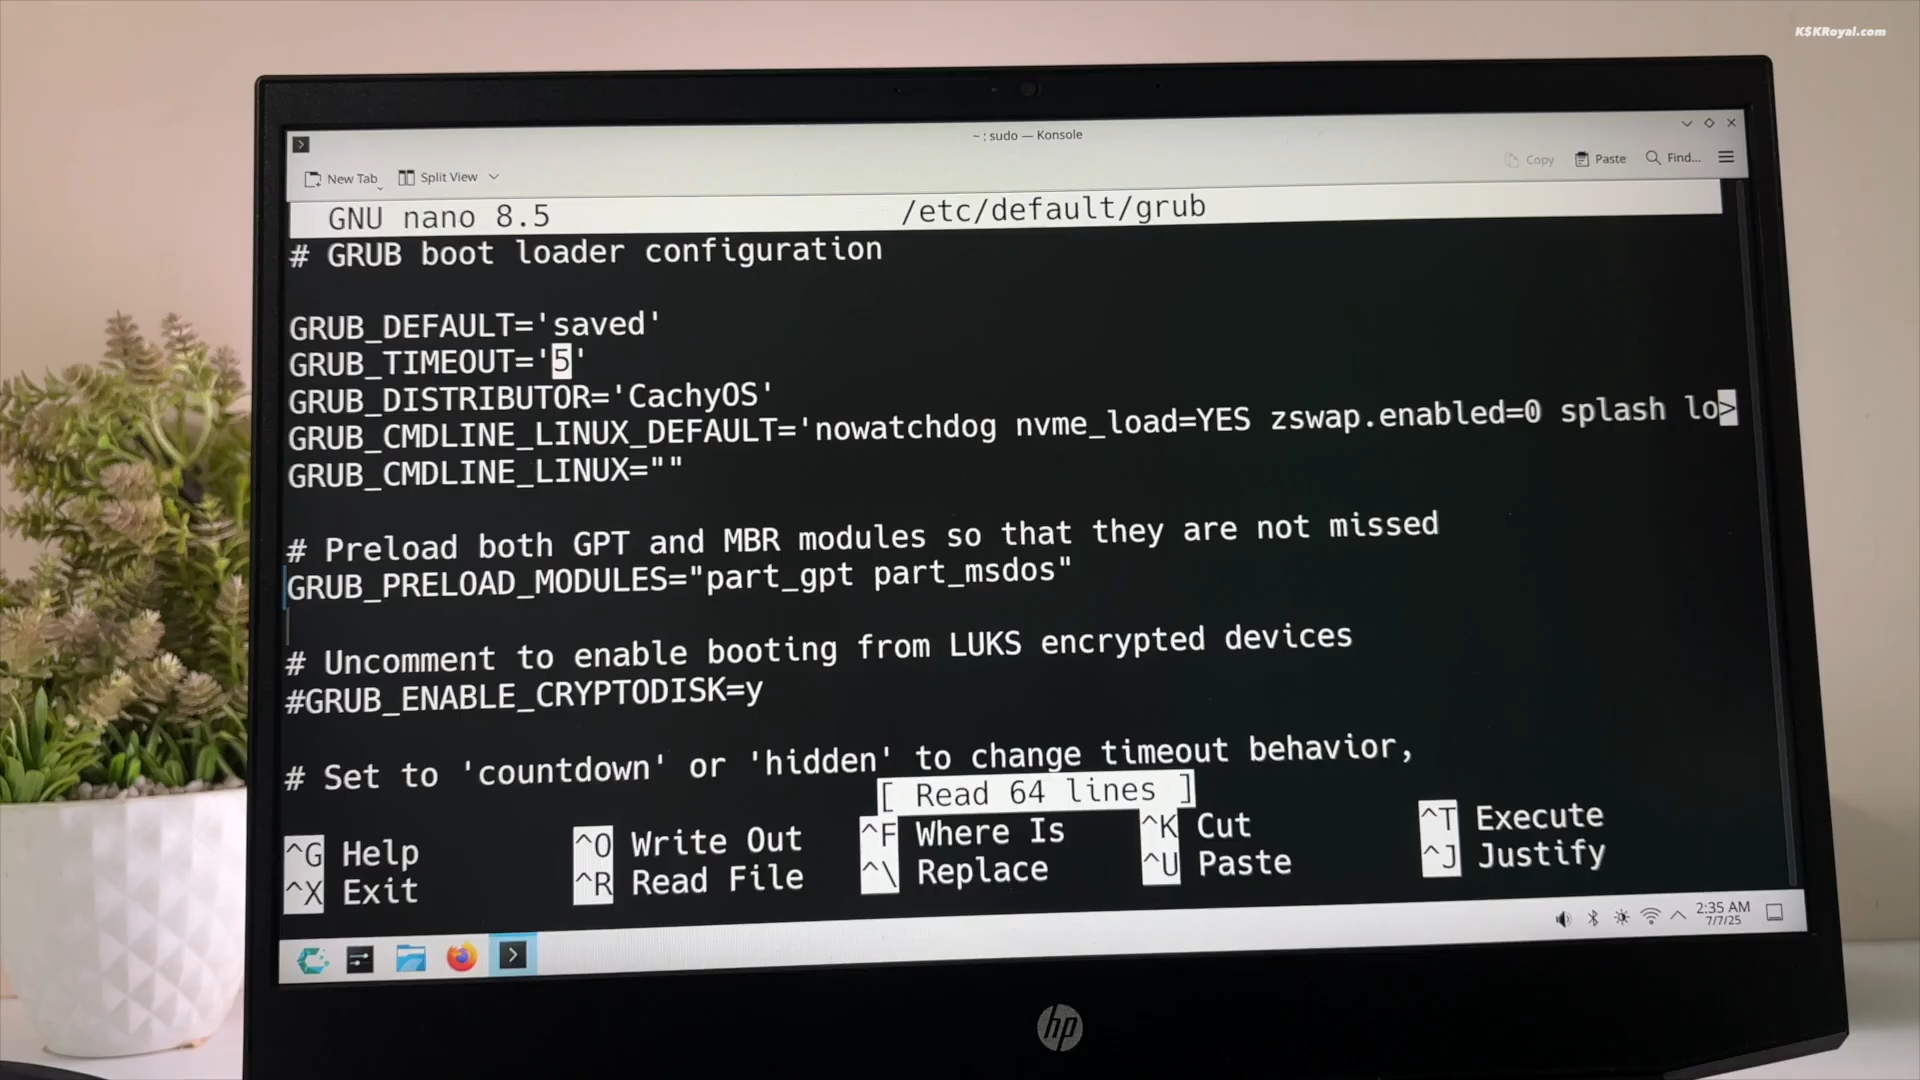 K$KRoyal.com
~ : sudo — Konsole
New Tab
Split View
Copy
Paste
Find...
GNU nano 8.5
/etc/default/grub
# GRUB boot loader configuration
GRUB_DEFAULT='saved'
GRUB_TIMEOUT='5'
GRUB_DISTRIBUTOR='CachyOS'
GRUB_CMDLINE_LINUX_DEFAULT='nowatchdog nvme_load=YES zswap.enabled=0 splash lo>
GRUB_CMDLINE_LINUX=""
# Preload both GPT and MBR modules so that they are not missed
GRUB_PRELOAD_MODULES="part_gpt part_msdos"
# Uncomment to enable booting from LUKS encrypted devices
#GRUB_ENABLE_CRYPTODISK=y
# Set to 'countdown' or 'hidden' to change timeout behavior,
[ Read 64 lines ]
^G Help
^O Write Out
^F Where Is
^K Cut
^T Execute
^X Exit
^R Read File
^\ Replace
^U Paste
^J Justify
2:35 AM
7/7/25
hp